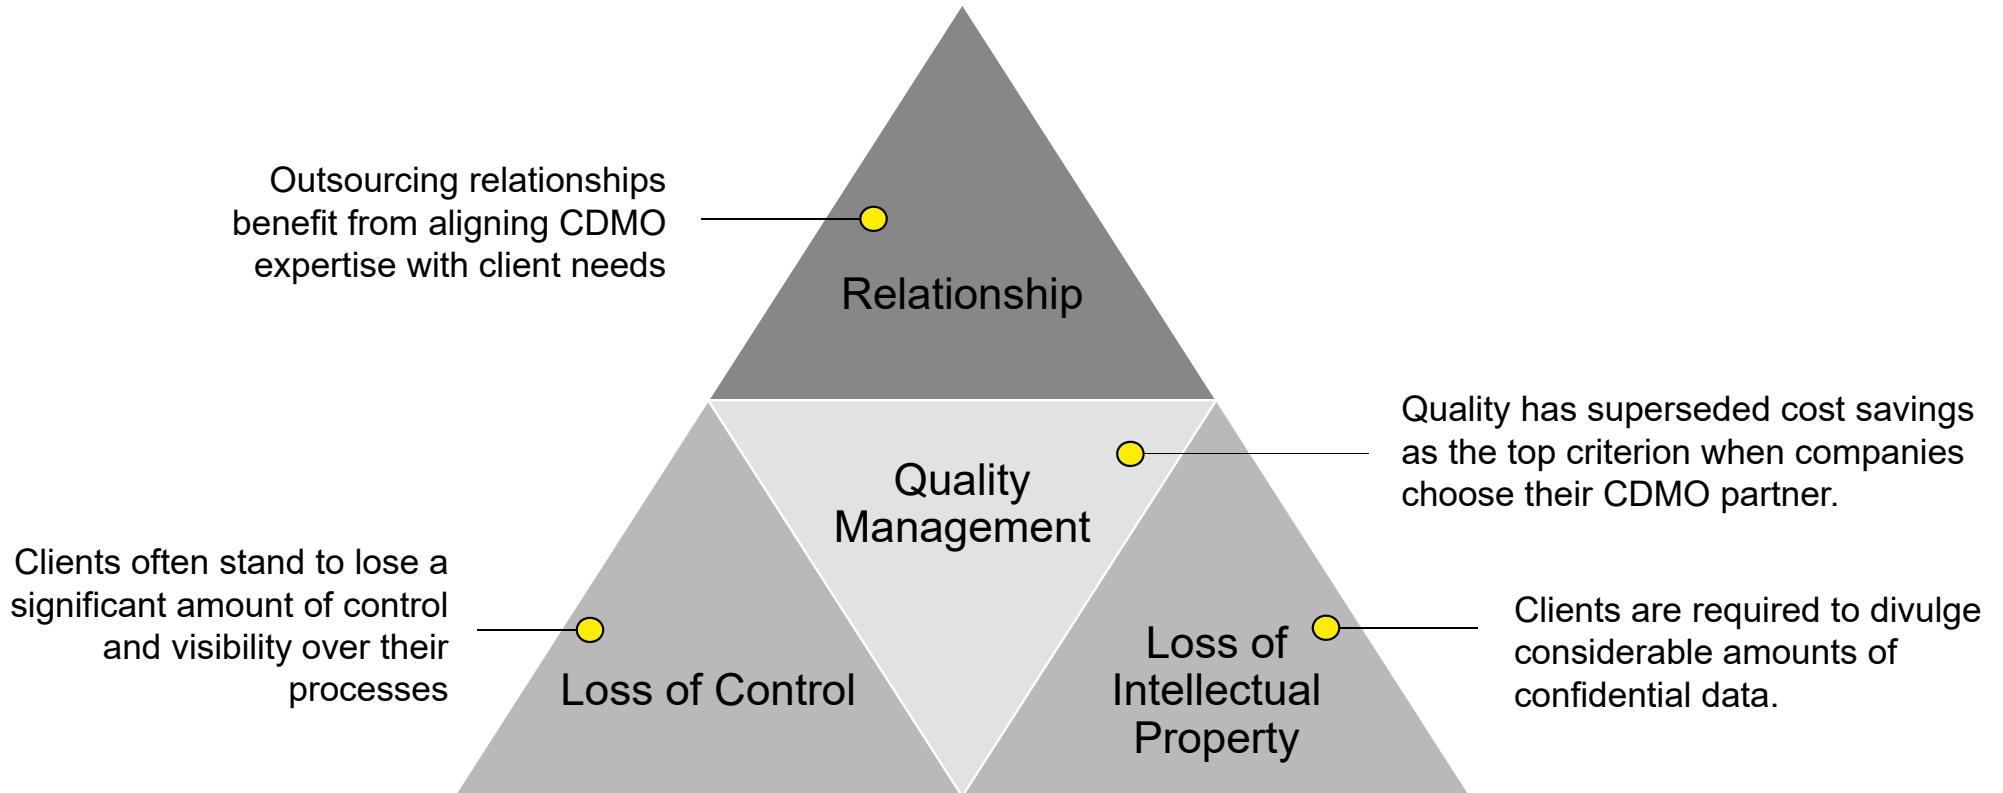 Outsourcing relationships
benefit from aligning CDMO
expertise with client needs
Relationship
Quality has superseded cost savings
as the top criterion when companies
choose their CDMO partner.
Quality
Management
Clients often stand to lose a
significant amount of control
and visibility over their
processes
Loss of Control
Loss of
Intellectual
Property
Clients are required to divulge
considerable amounts of
confidential data.